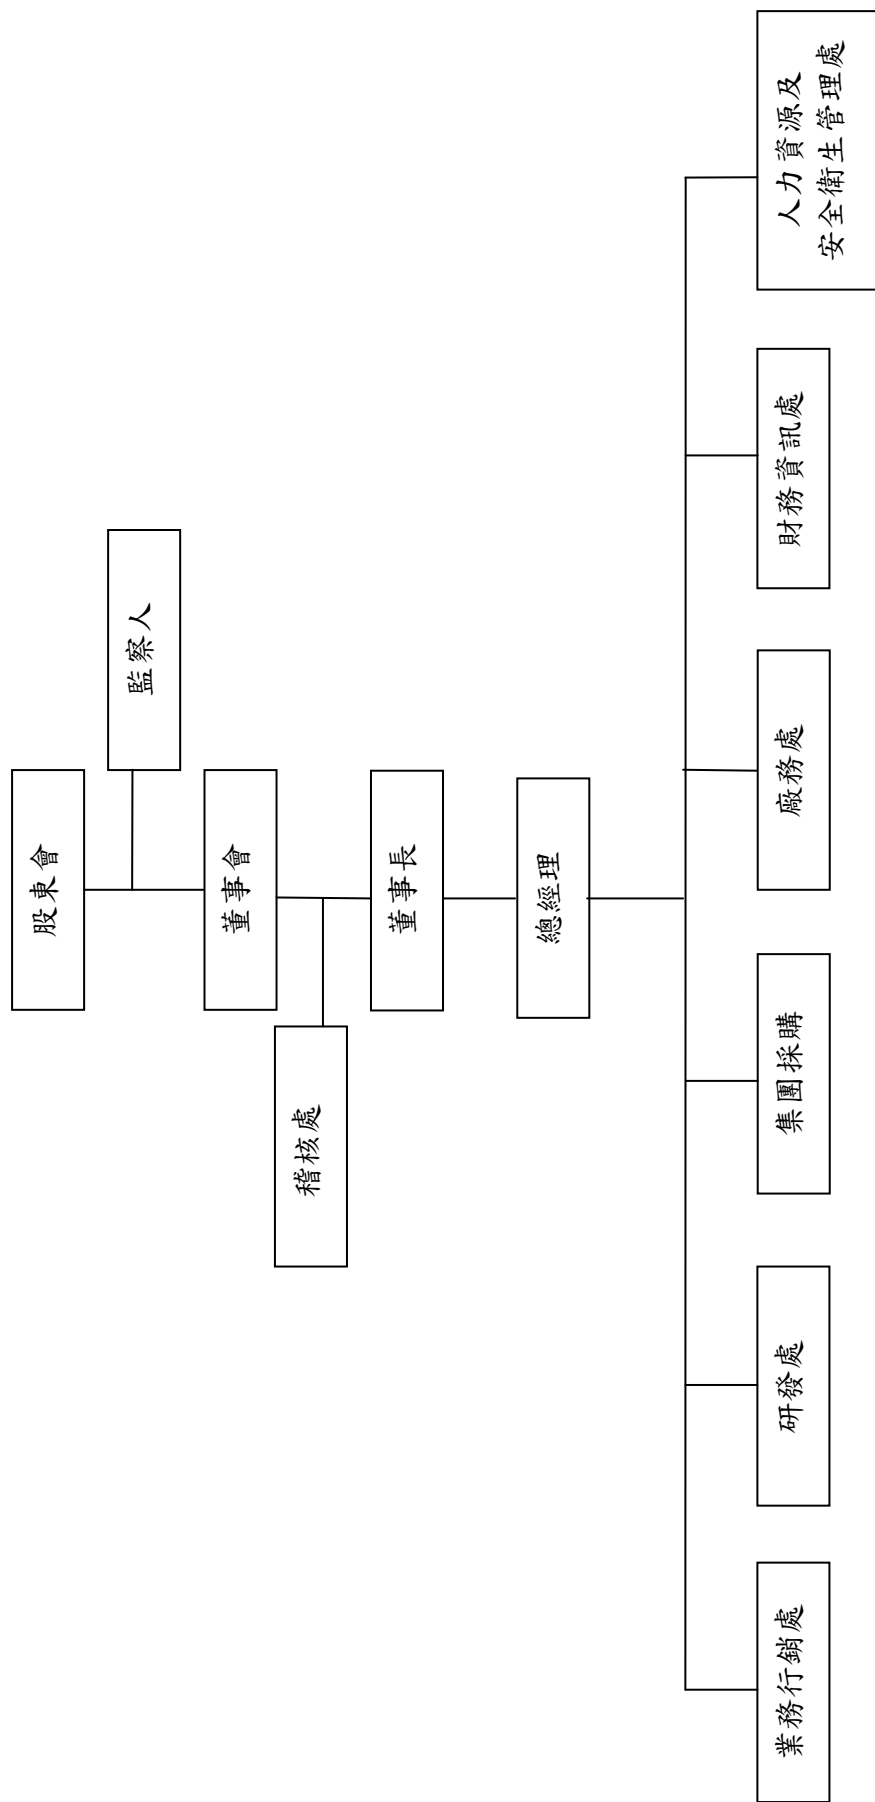 股東會
監察人
董事會
稽核處
董事長
總經理
業務行銷處
研發處
集團採購
廠務處
財務資訊處
人力資源及
安全衛生管理處